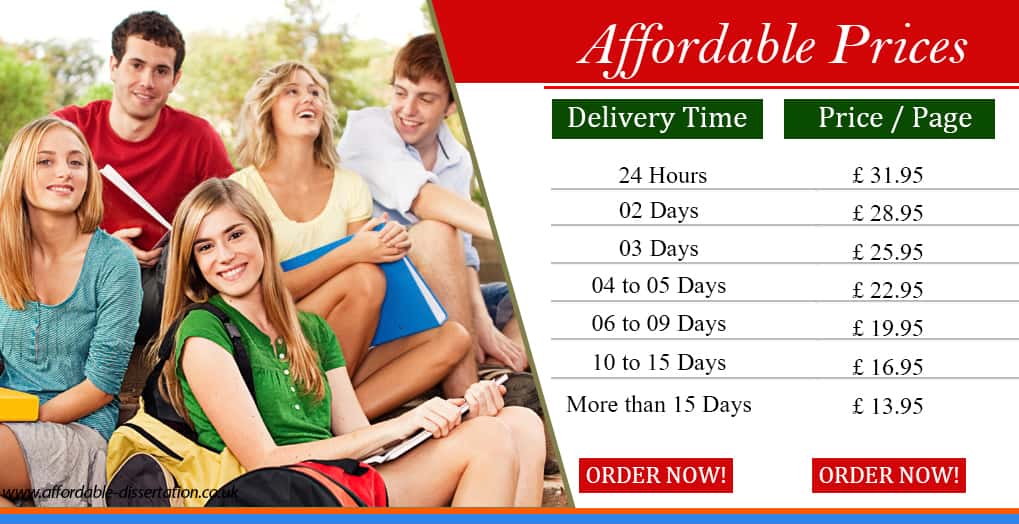 Affordable Prices
Delivery Time Price / Page
24 Hours £ 31.95
02 Days £ 28.95
03 Days £ 25.95
04 to 05 Days £ 22.95
06 to 09 Days £ 19.95
10 to 15 Days £ 16.95
More than 15 Days £ 13.95
ORDER NOW! ORDER NOW!
www.affordable-dissertation.co.uk